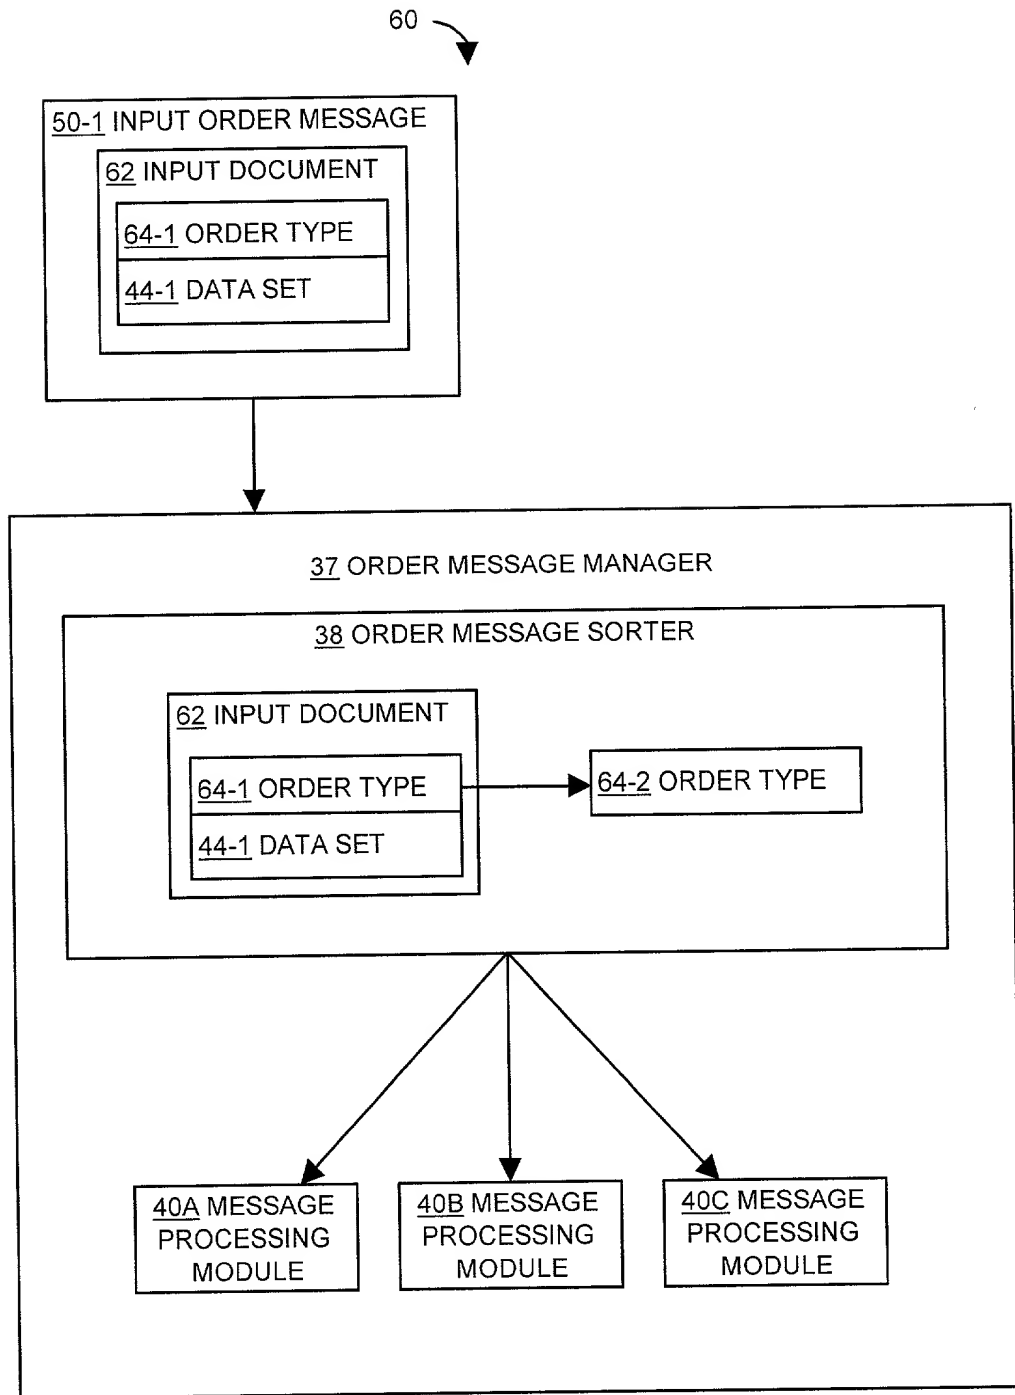 60
50-1 INPUT ORDER MESSAGE
62 INPUT DOCUMENT
64-1 ORDER TYPE
44-1 DATA SET
37 ORDER MESSAGE MANAGER
38 ORDER MESSAGE SORTER
62 INPUT DOCUMENT
64-1 ORDER TYPE
44-1 DATA SET
64-2 ORDER TYPE
40A MESSAGE
PROCESSING
MODULE
40B MESSAGE
PROCESSING
MODULE
40C MESSAGE
PROCESSING
MODULE